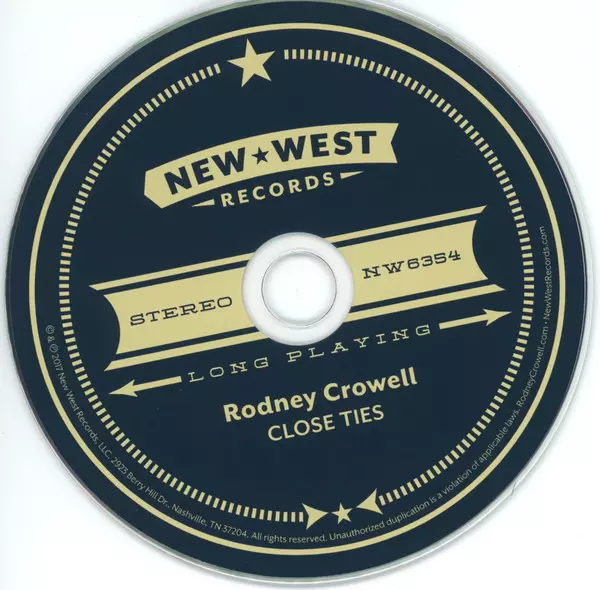 NEW★WEST
RECORDS
STEREO
NW6354
LONG PLAYING
Rodney Crowell
CLOSE TIES
© & ℗ 2017 New West Records, LLC. 2923 Berry Hill Dr., Nashville, TN 37204. All rights reserved. Unauthorized duplication is a violation of applicable laws. RodneyCrowell.com • NewWestRecords.com